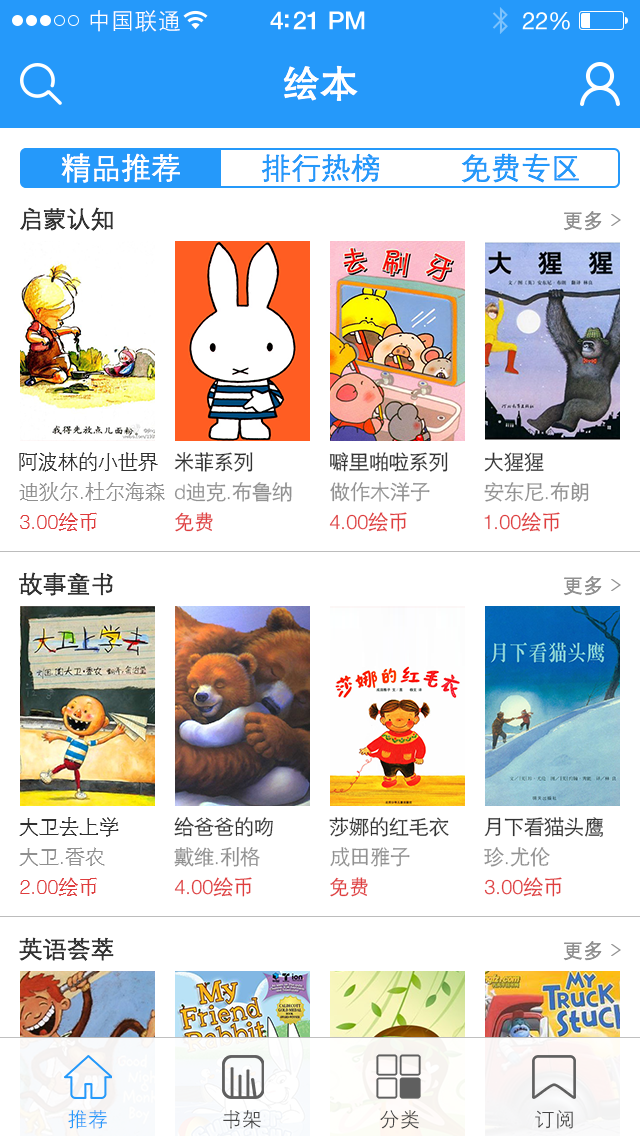 中国联通 4:21 PM 22%
绘本
精品推荐 排行热榜 免费专区
启蒙认知 更多
我得先放点儿面粉。
去刷牙
大猩猩
阿波林的小世界 米菲系列 噼里啪啦系列 大猩猩
迪狄尔.杜尔海森 d迪克.布鲁纳 做作木洋子 安东尼.布朗
3.00绘币 免费 4.00绘币 1.00绘币
故事童书 更多
大卫上学去
莎娜的红毛衣
月下看猫头鹰
大卫去上学 给爸爸的吻 莎娜的红毛衣 月下看猫头鹰
大卫.香农 戴维.利格 成田雅子 珍.尤伦
2.00绘币 4.00绘币 免费 3.00绘币
英语荟萃 更多
My
Friend
Rabbit
MY
TRUCK
STUCK
推荐 书架 分类 订阅